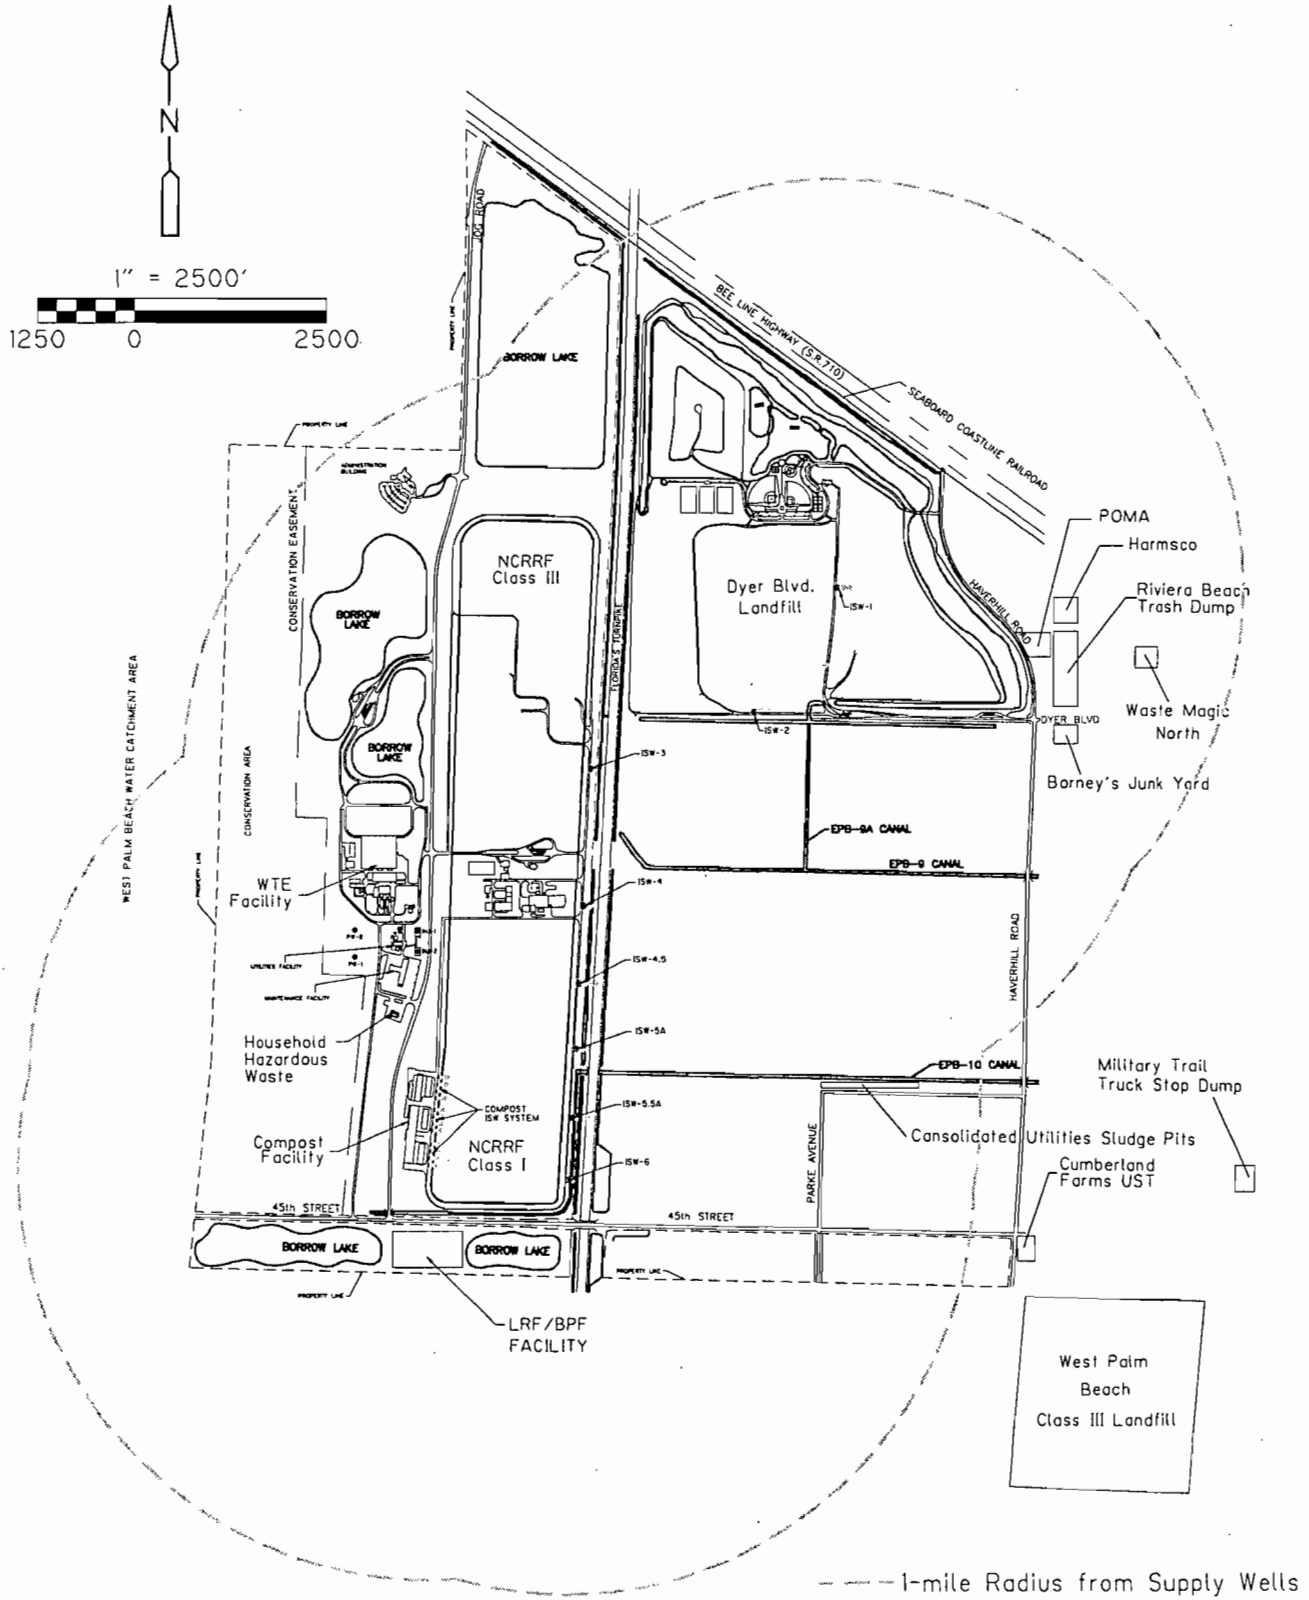 N
1" = 2500'
1250 0 2500
JOG ROAD
PROPERTY LINE
BORROW LAKE
BEE LINE HIGHWAY (S.R.710)
SEABOARD COASTLINE RAILROAD
PROPERTY LINE
ADMINISTRATION
BUILDING
CONSERVATION EASEMENT
NCRRF
Class III
POMA
Harmsco
Riviera Beach
Trash Dump
Dyer Blvd.
Landfill
ISW-1
HAVERHILL ROAD
BORROW
LAKE
FLORIDA'S TURNPIKE
WEST PALM BEACH WATER CATCHMENT AREA
Waste Magic
North
DYER BLVD
ISW-2
BORROW
LAKE
ISW-3
CONSERVATION AREA
Barney's Junk Yard
EPB-9A CANAL
EPB-9 CANAL
PROPERTY LINE
WTE
Facility
ISW-4
PW-2
HAVERHILL ROAD
UTILITIES FACILITY
PW-1
ISW-4.5
MAINTENANCE FACILITY
Household
Hazardous
Waste
ISW-5A
EPB-10 CANAL
Military Trail
Truck Stop Dump
COMPOST
ISW SYSTEM
ISW-5.5A
Compost
Facility
NCRRF
Class I
PARKE AVENUE
Consolidated Utilities Sludge Pits
ISW-6
Cumberland
Farms UST
45th STREET
45th STREET
BORROW LAKE
BORROW LAKE
PROPERTY LINE
PROPERTY LINE
LRF/BPF
FACILITY
West Palm
Beach
Class III Landfill
1-mile Radius from Supply Wells